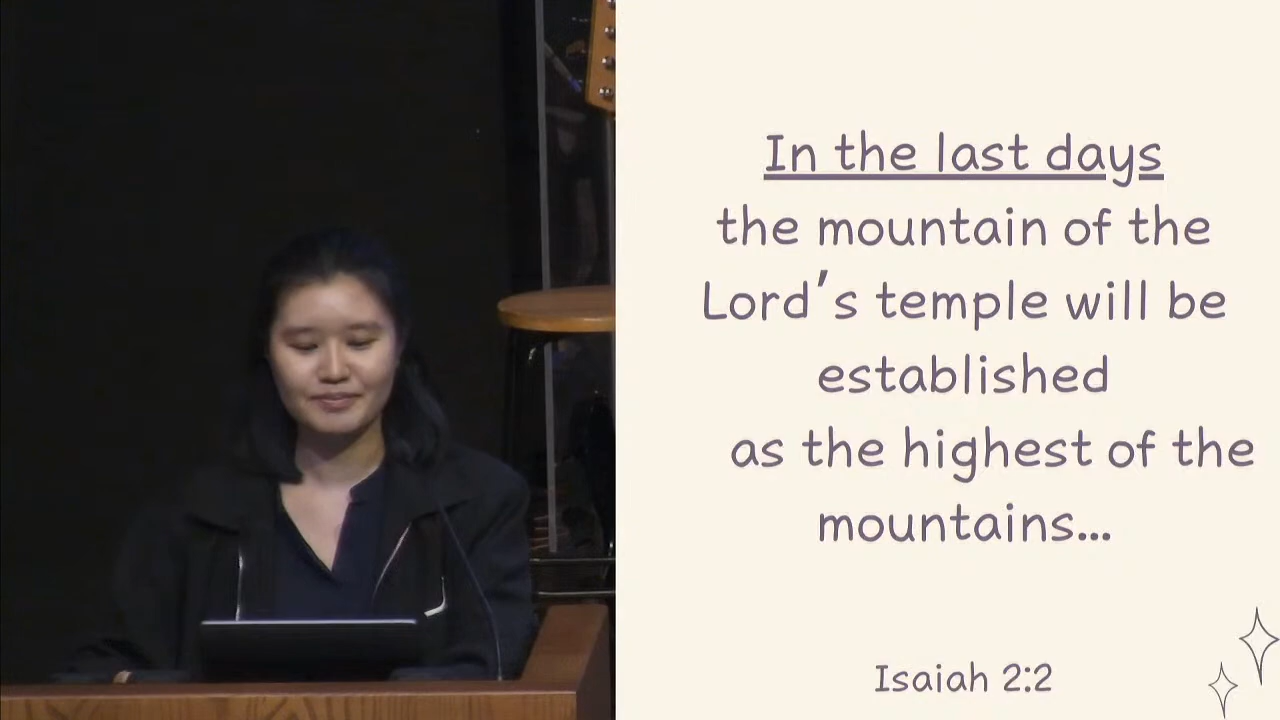 In the last days
the mountain of the
Lord's temple will be
established
as the highest of the
mountains...
Isaiah 2:2